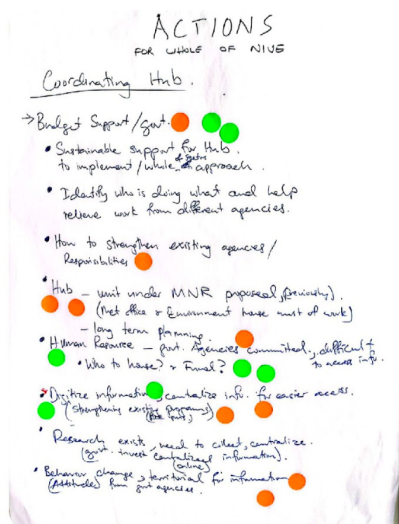 ACTIONS
FOR WHOLE OF NIUE
Coordinating Hub.
→ Budget Support/govt.
• Sustainable support for Hub.
to implement/whole of approach.
• Identify who is doing what and help
relieve work from different agencies.
• How to strengthen existing agencies/
Responsibilities
• Hub – unit under MNR proposed, (previously).
(Met office & Environment house most of work)
– long term planning.
• Human Resource – govt. Agencies committed, difficult to
to access info.
• Who to house? & Fund?
• Digitize information, centralize info. for easier access.
(strengthening existing programs)
• Research exists, need to collect, centralize.
(govt. invest centralized information).
(online)
• Behavior change, territorial for information
(Attitude) from govt agencies.